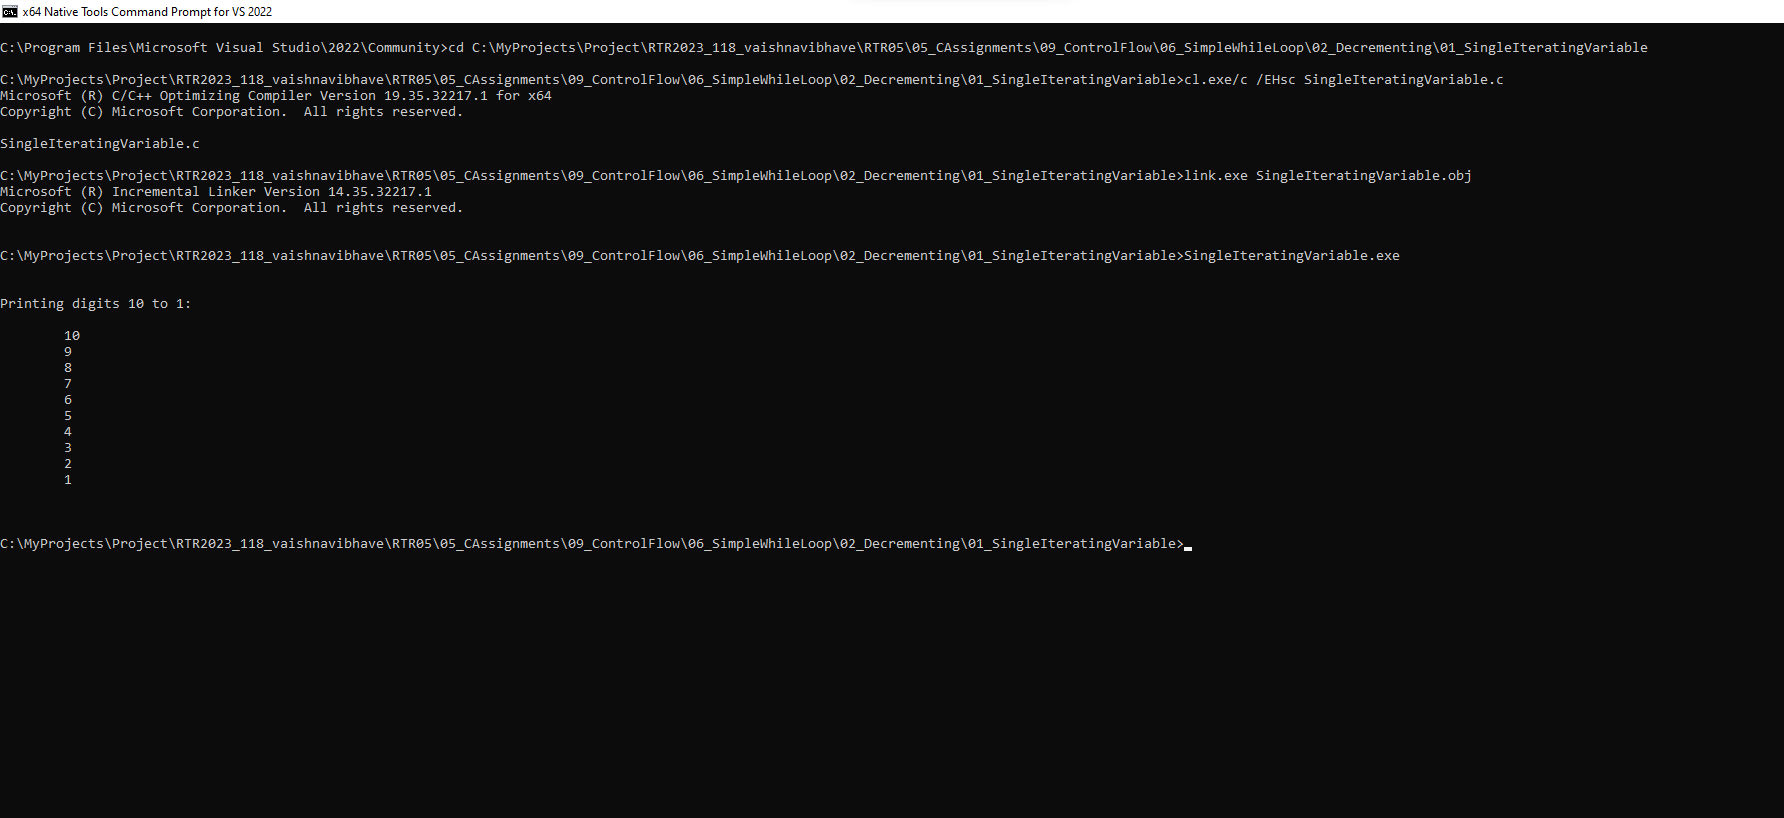 x64 Native Tools Command Prompt for VS 2022
C:\Program Files\Microsoft Visual Studio\2022\Community>cd C:\MyProjects\Project\RTR2023_118_vaishnavibhave\RTR05\05_CAssignments\09_ControlFlow\06_SimpleWhileLoop\02_Decrementing\01_SingleIteratingVariable
C:\MyProjects\Project\RTR2023_118_vaishnavibhave\RTR05\05_CAssignments\09_ControlFlow\06_SimpleWhileLoop\02_Decrementing\01_SingleIteratingVariable>cl.exe/c /EHsc SingleIteratingVariable.c
Microsoft (R) C/C++ Optimizing Compiler Version 19.35.32217.1 for x64
Copyright (C) Microsoft Corporation.  All rights reserved.
SingleIteratingVariable.c
C:\MyProjects\Project\RTR2023_118_vaishnavibhave\RTR05\05_CAssignments\09_ControlFlow\06_SimpleWhileLoop\02_Decrementing\01_SingleIteratingVariable>link.exe SingleIteratingVariable.obj
Microsoft (R) Incremental Linker Version 14.35.32217.1
Copyright (C) Microsoft Corporation.  All rights reserved.
C:\MyProjects\Project\RTR2023_118_vaishnavibhave\RTR05\05_CAssignments\09_ControlFlow\06_SimpleWhileLoop\02_Decrementing\01_SingleIteratingVariable>SingleIteratingVariable.exe
Printing digits 10 to 1:
10
9
8
7
6
5
4
3
2
1
C:\MyProjects\Project\RTR2023_118_vaishnavibhave\RTR05\05_CAssignments\09_ControlFlow\06_SimpleWhileLoop\02_Decrementing\01_SingleIteratingVariable>